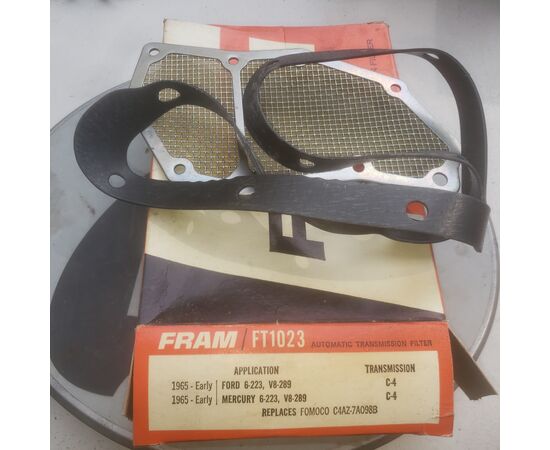 FILTER
FRAM / FT1023 AUTOMATIC TRANSMISSION FILTER
APPLICATION TRANSMISSION
1965 - Early FORD 6-223, V8-289 C-4
1965 - Early MERCURY 6-223, V8-289 C-4
REPLACES FOMOCO C4AZ-7A098B